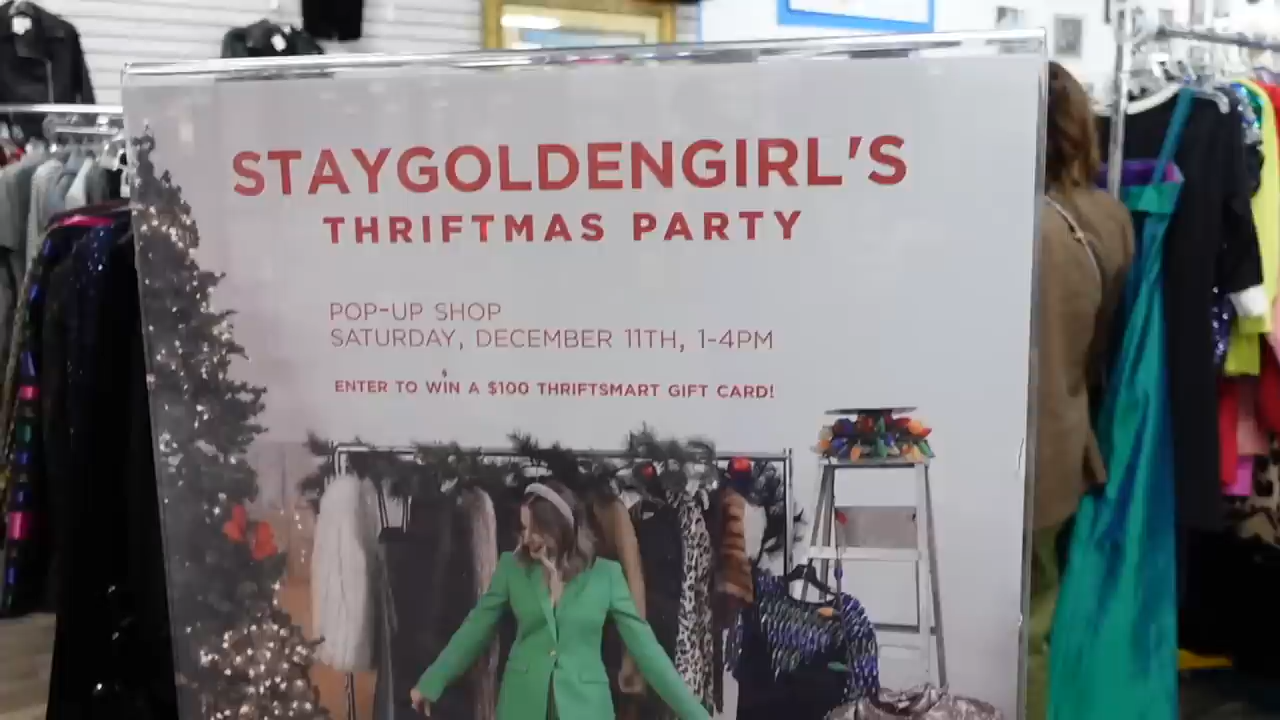 STAYGOLDENGIRL'S
THRIFTMAS PARTY
POP-UP SHOP
SATURDAY, DECEMBER 11TH, 1-4PM
ENTER TO WIN A $100 THRIFTSMART GIFT CARD!